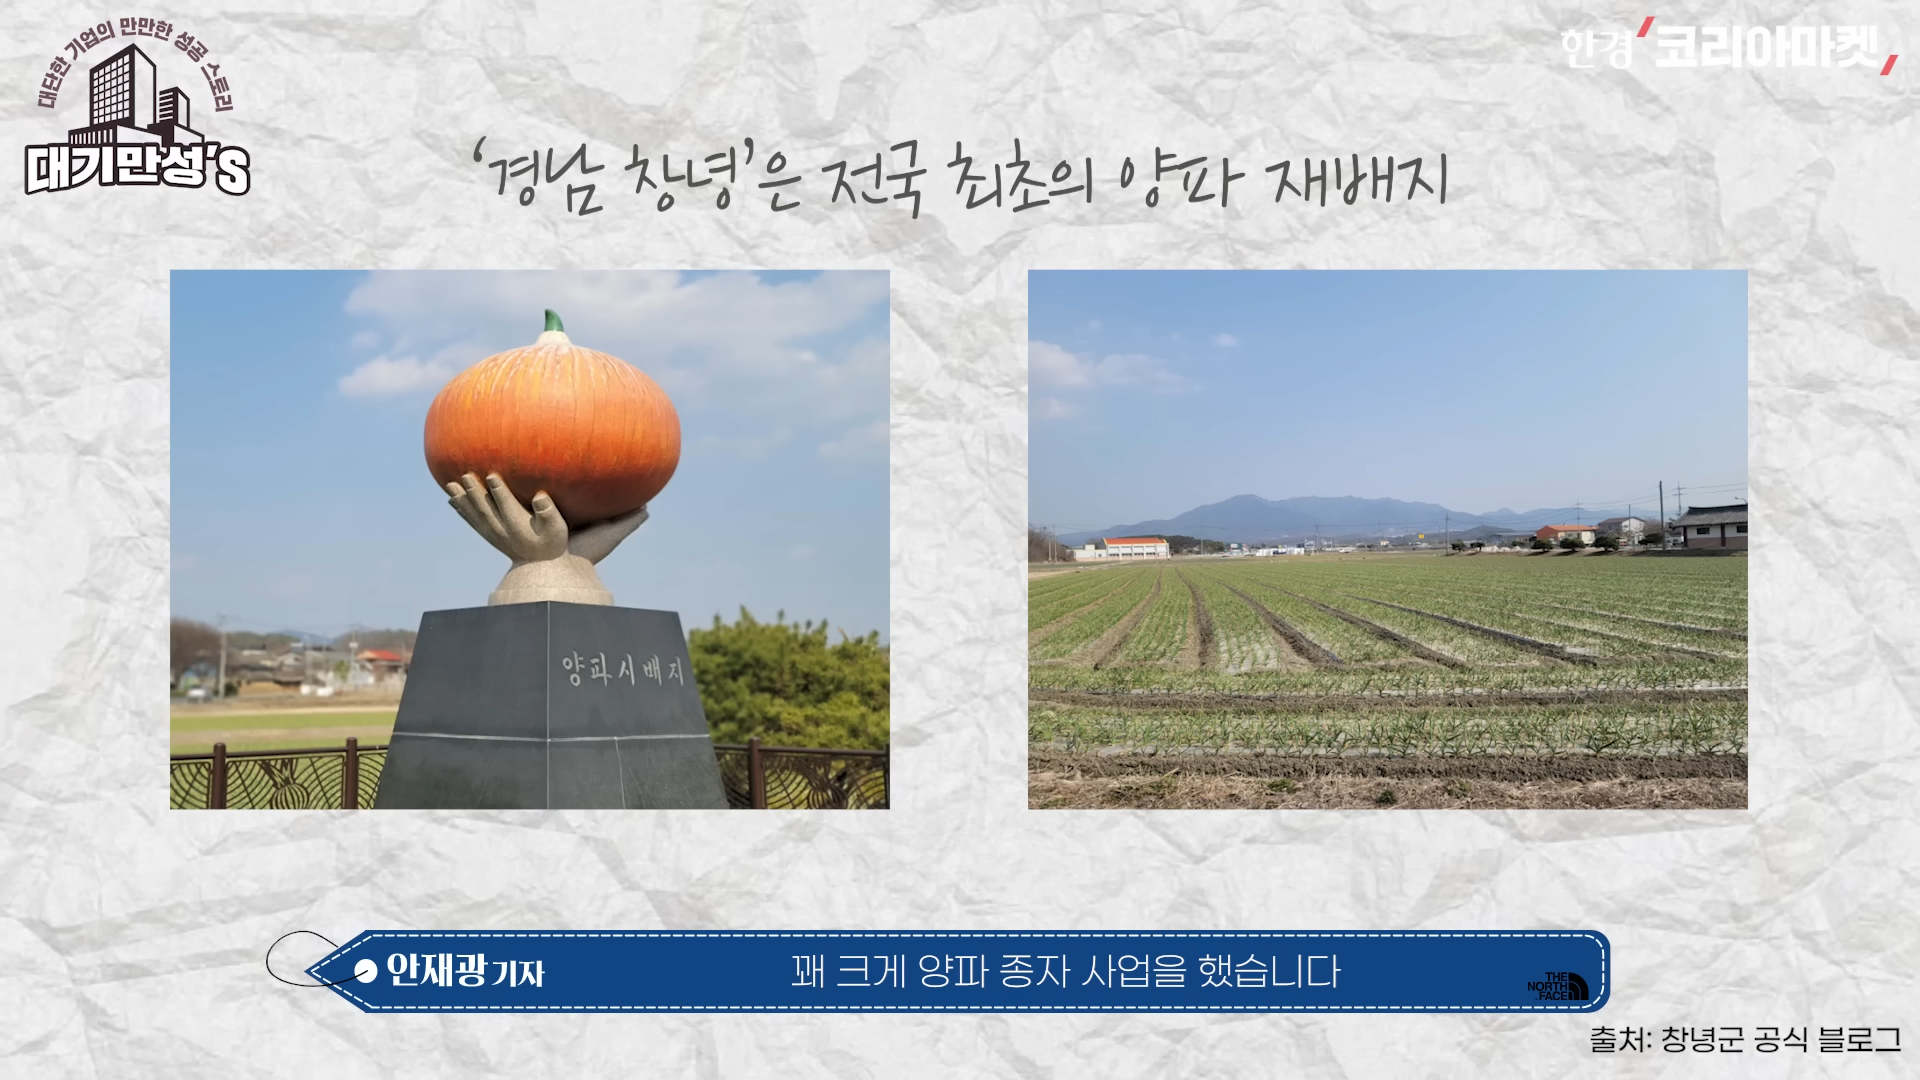 대단한 기업의 만만한 성공 스토리
대기만성'S
한경 코리아마켓
'경남 창녕'은 전국 최초의 양파 재배지
양파시배지
안재광 기자
꽤 크게 양파 종자 사업을 했습니다
THE
NORTH
FACE
출처: 창녕군 공식 블로그